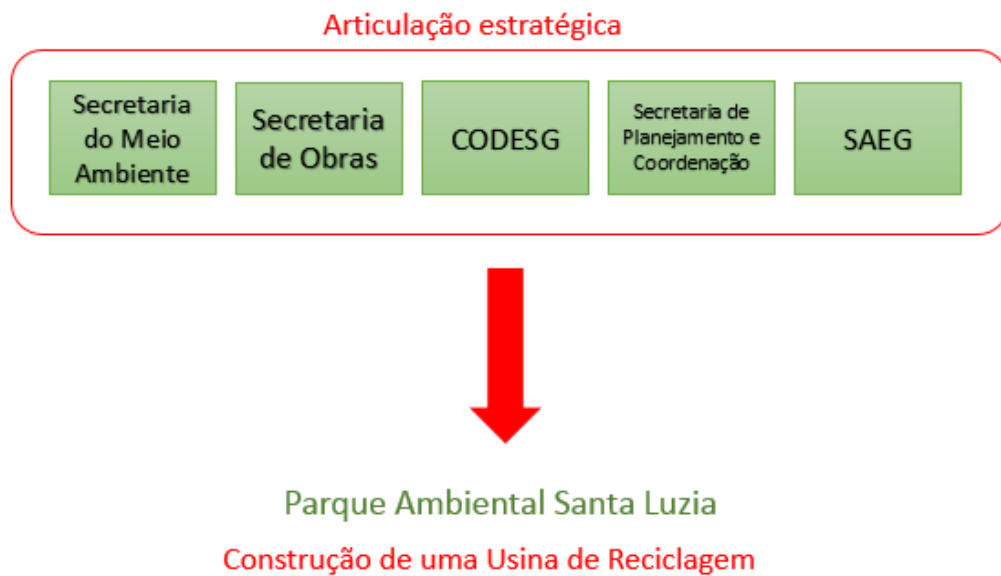 Articulação estratégica
Secretaria
do Meio
Ambiente
Secretaria
de Obras
CODESG
Secretaria de
Planejamento e
Coordenação
SAEG
Parque Ambiental Santa Luzia
Construção de uma Usina de Reciclagem